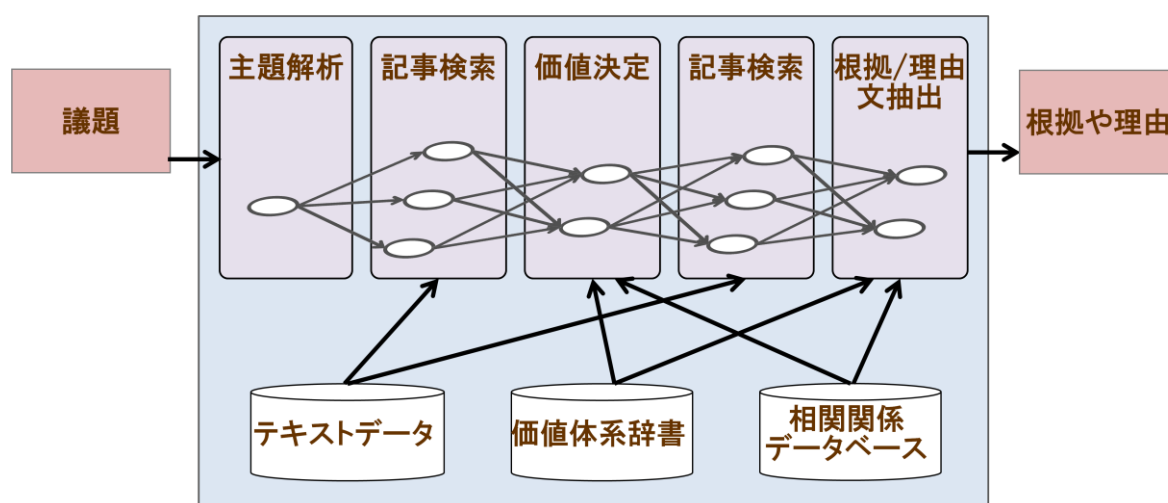 議題
主題解析
記事検索
価値決定
記事検索
根拠/理由
文抽出
根拠や理由
テキストデータ
価値体系辞書
相関関係
データベース